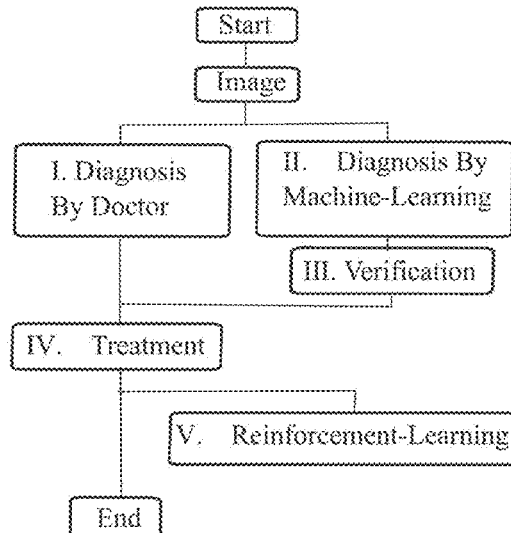 Start
Image
I. Diagnosis
By Doctor
II. Diagnosis By
Machine-Learning
III. Verification
IV. Treatment
V. Reinforcement-Learning
End